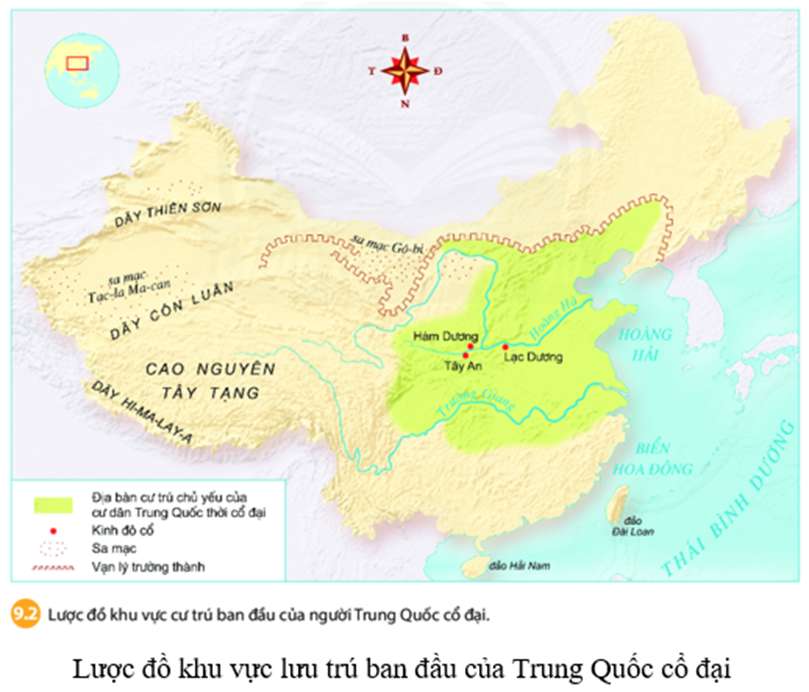 B
T
Đ
N
DÃY THIÊN SƠN
sa mạc
Tạc-la Ma-can
DÃY CÔN LUÂN
CAO NGUYÊN
TÂY TẠNG
DÃY HI-MA-LAY-A
sa mạc Gô-bi
Hàm Dương
Tây An
Lạc Dương
Hoàng Hà
Trường Giang
HOÀNG
HẢI
BIỂN
HOA ĐÔNG
THÁI BÌNH DƯƠNG
đảo
Đài Loan
đảo Hải Nam
Địa bàn cư trú chủ yếu của
cư dân Trung Quốc thời cổ đại
Kinh đô cổ
Sa mạc
Vạn lý trường thành
9.2 Lược đồ khu vực cư trú ban đầu của người Trung Quốc cổ đại.
Lược đồ khu vực lưu trú ban đầu của Trung Quốc cổ đại